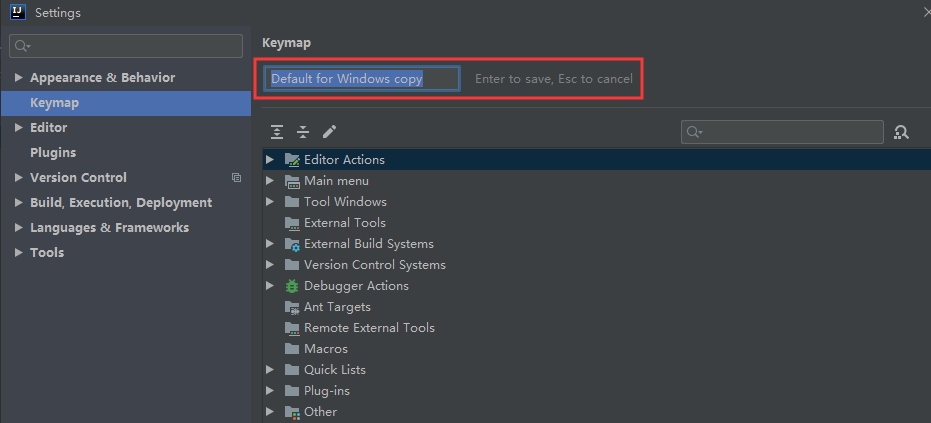 IJ Settings
Keymap
Default for Windows copy Enter to save, Esc to cancel
Appearance & Behavior
Keymap
Editor
Plugins
Version Control
Build, Execution, Deployment
Languages & Frameworks
Tools
Editor Actions
Main menu
Tool Windows
External Tools
External Build Systems
Version Control Systems
Debugger Actions
Ant Targets
Remote External Tools
Macros
Quick Lists
Plug-ins
Other